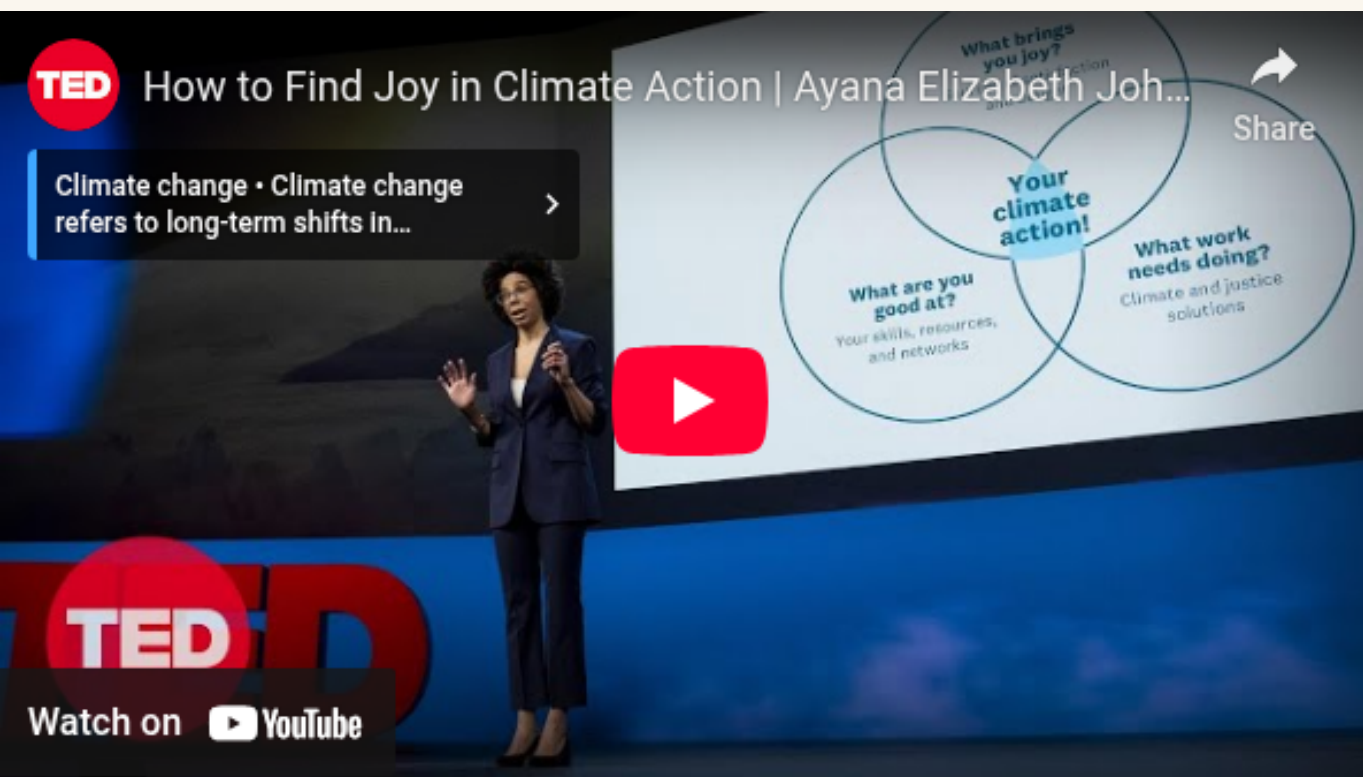 TED
How to Find Joy in Climate Action | Ayana Elizabeth Joh...
Share
Climate change • Climate change
refers to long-term shifts in...
What brings
you joy?
Your
climate
action!
What are you
good at?
Your skills, resources,
and networks
What work
needs doing?
Climate and justice
solutions
TED
TED
Watch on YouTube